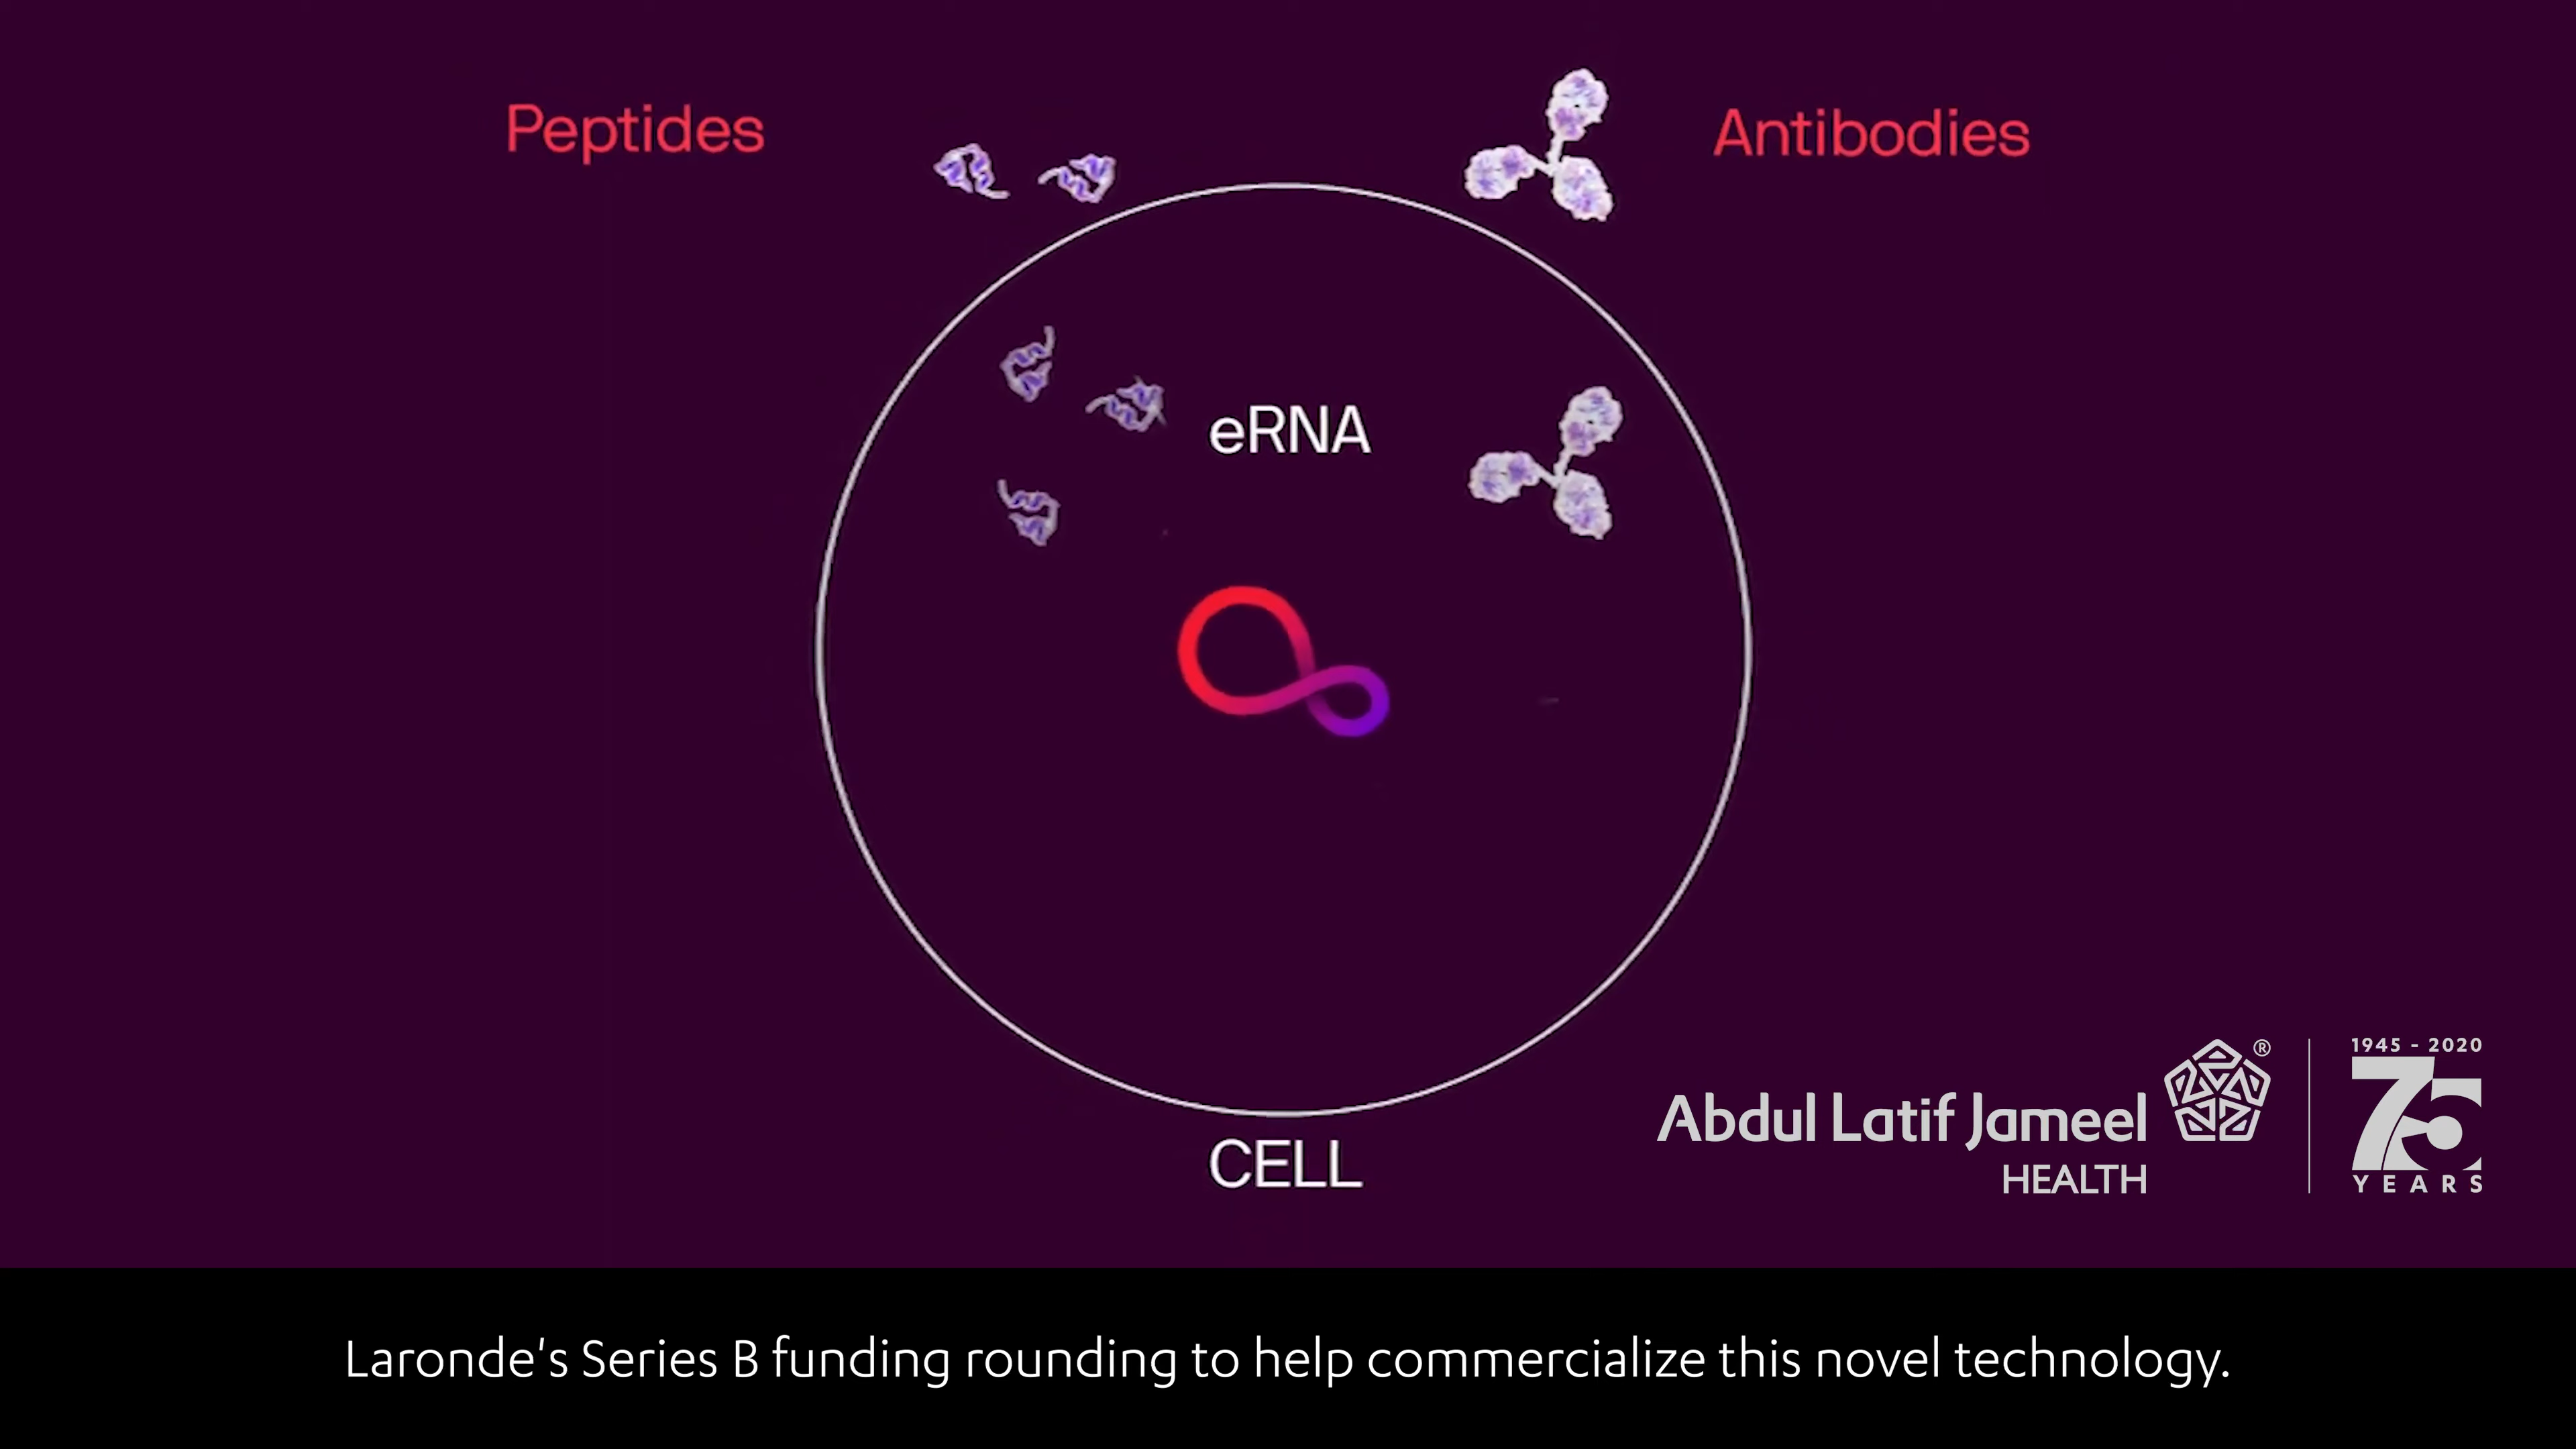 Peptides
Antibodies
eRNA
CELL
Abdul Latif Jameel
®
HEALTH
1945 - 2020
75
YEARS
Laronde's Series B funding rounding to help commercialize this novel technology.